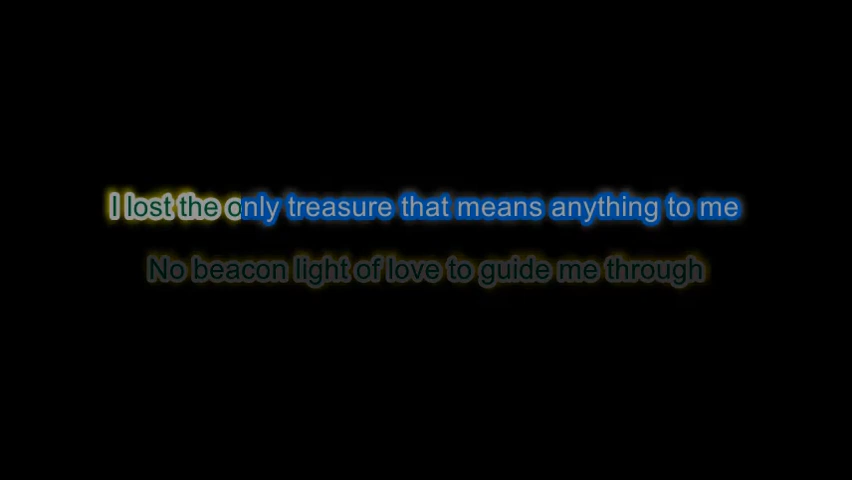 I lost the only treasure that means anything to me
No beacon light of love to guide me through